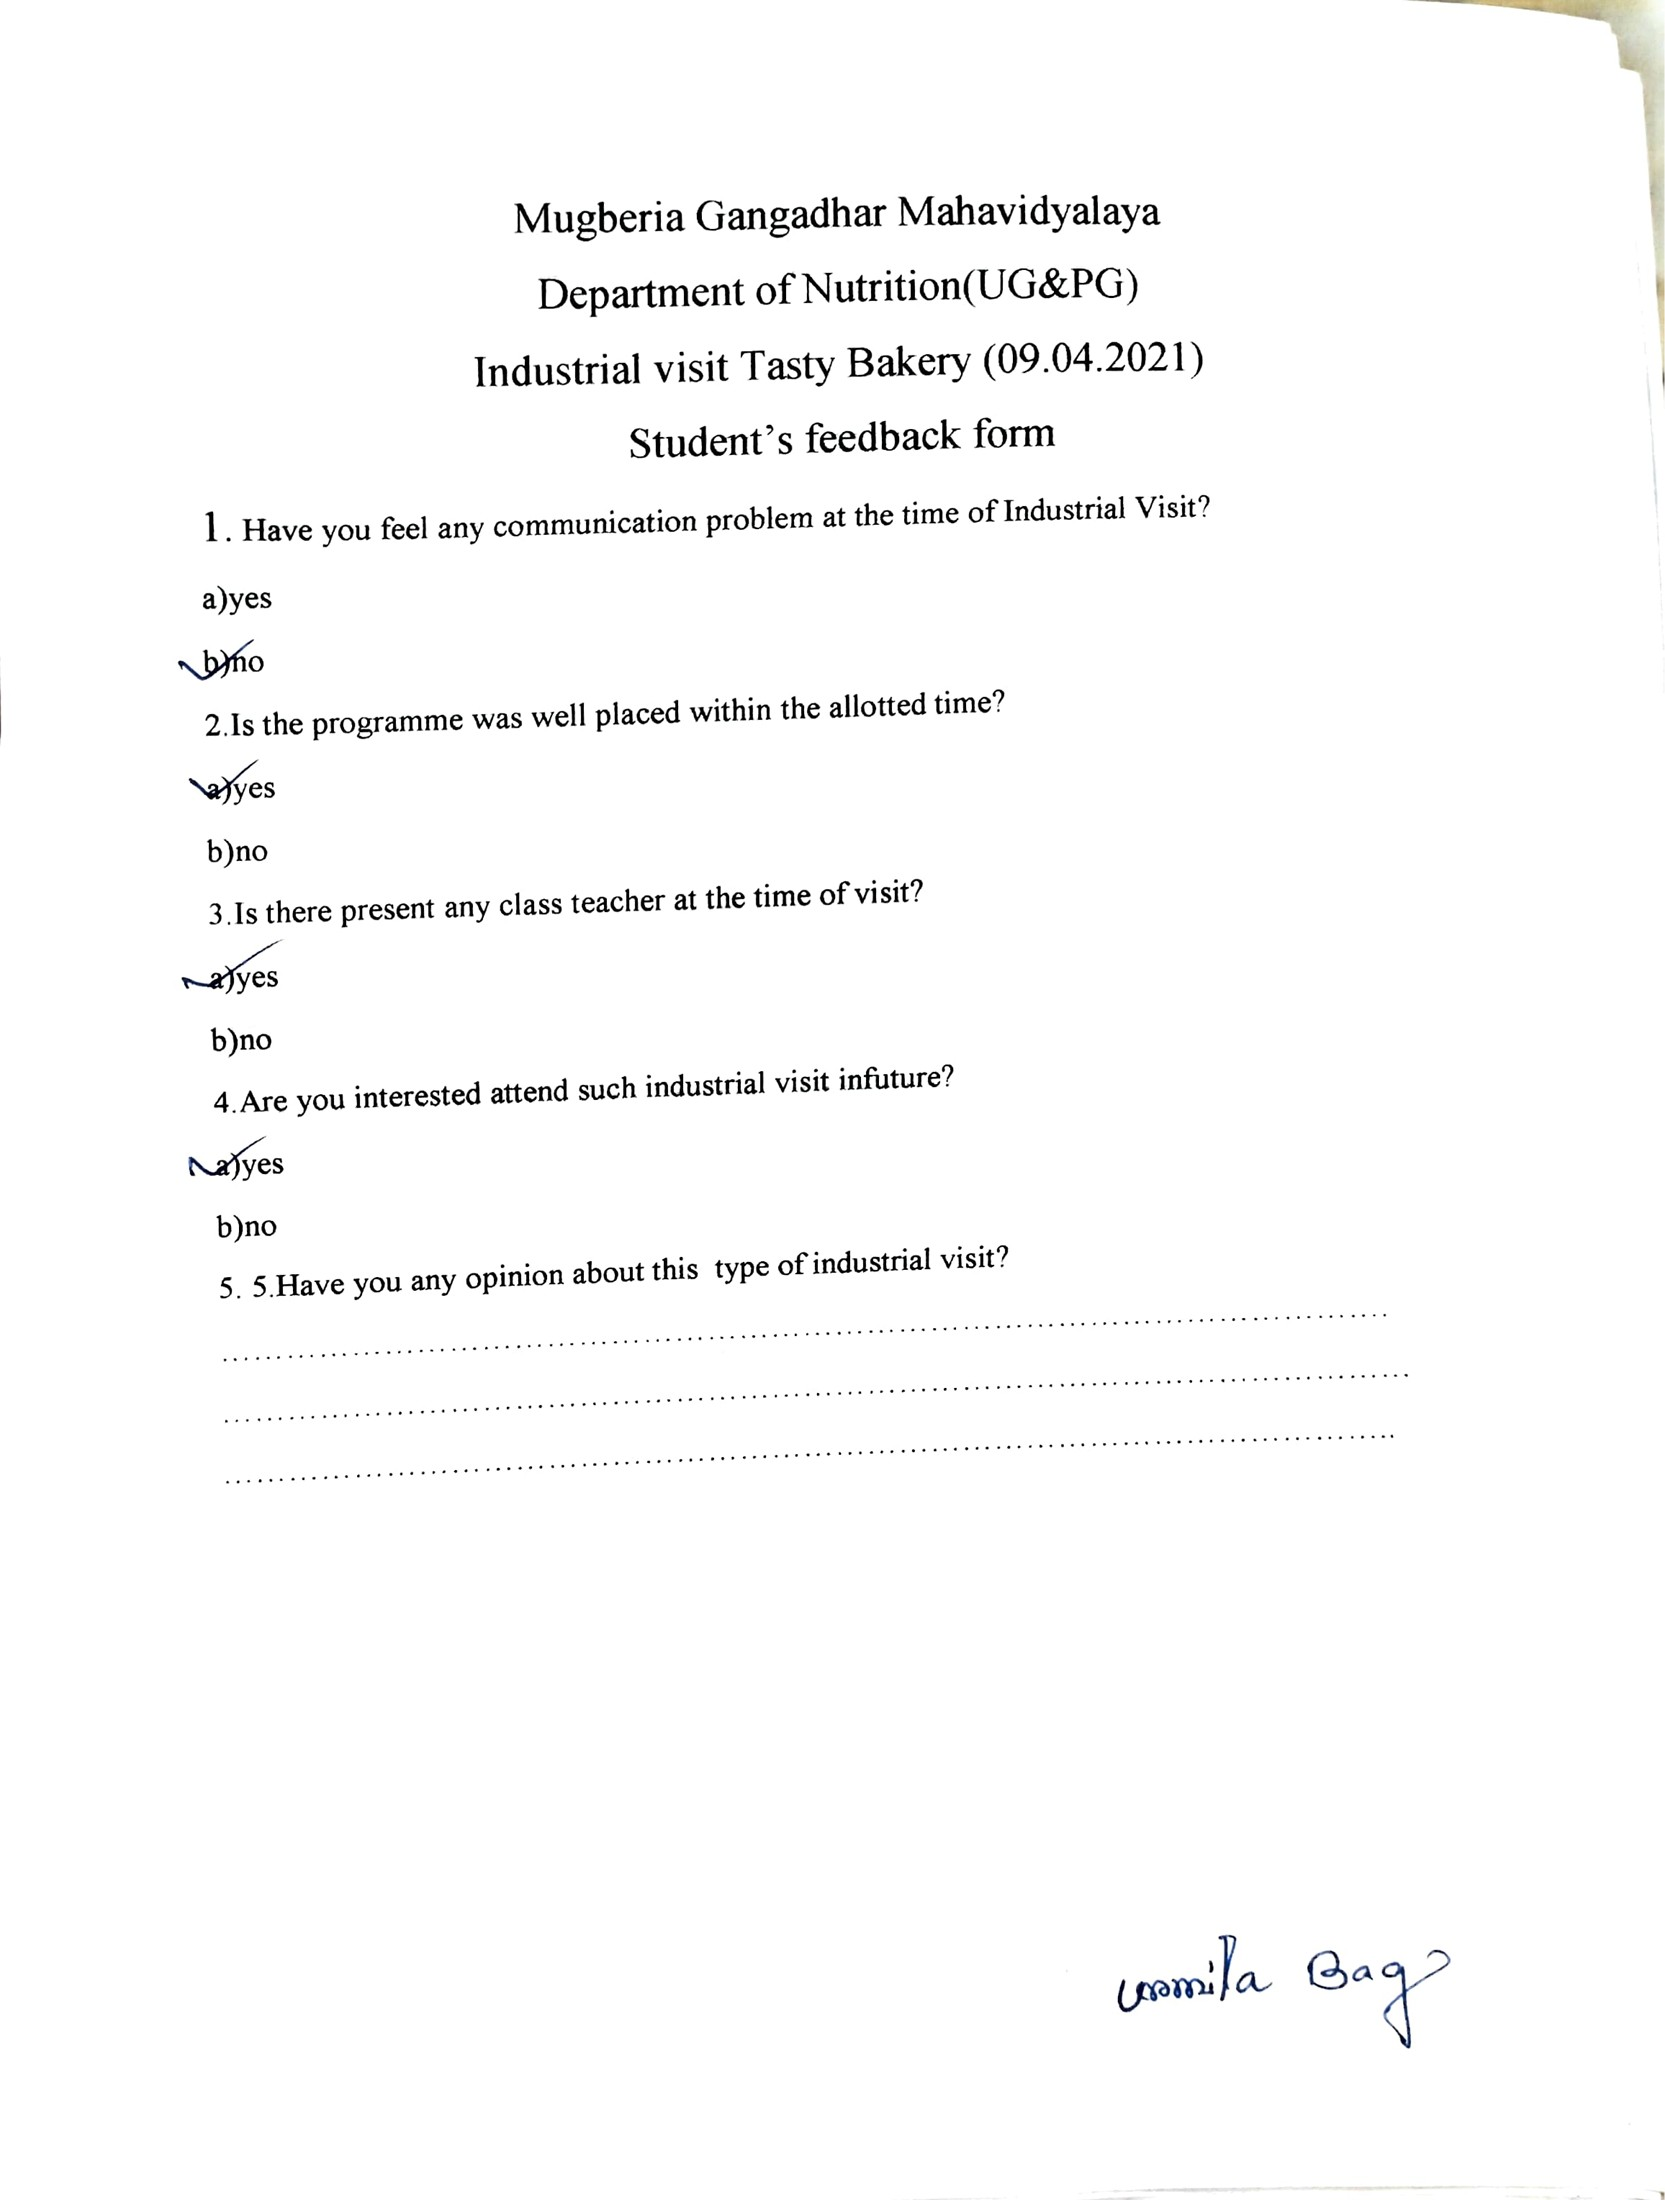 Mugberia Gangadhar Mahavidyalaya
Department of Nutrition(UG&PG)
Industrial visit Tasty Bakery (09.04.2021)
Student’s feedback form
1. Have you feel any communication problem at the time of Industrial Visit?
a)yes
b)no
2.Is the programme was well placed within the allotted time?
a)yes
b)no
3.Is there present any class teacher at the time of visit?
a)yes
b)no
4.Are you interested attend such industrial visit infuture?
a)yes
b)no
5. 5.Have you any opinion about this type of industrial visit?
Urmila Bag